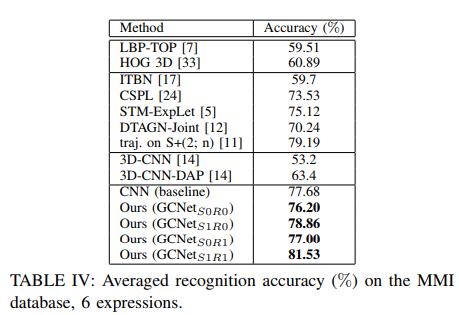 Method Accuracy (%)
LBP-TOP [7] 59.51
HOG 3D [33] 60.89
ITBN [17] 59.7
CSPL [24] 73.53
STM-ExpLet [5] 75.12
DTAGN-Joint [12] 70.24
traj. on S+(2; n) [11] 79.19
3D-CNN [14] 53.2
3D-CNN-DAP [14] 63.4
CNN (baseline) 77.68
Ours (GCNetS0R0) 76.20
Ours (GCNetS1R0) 78.86
Ours (GCNetS0R1) 77.00
Ours (GCNetS1R1) 81.53
TABLE IV: Averaged recognition accuracy (%) on the MMI
database, 6 expressions.